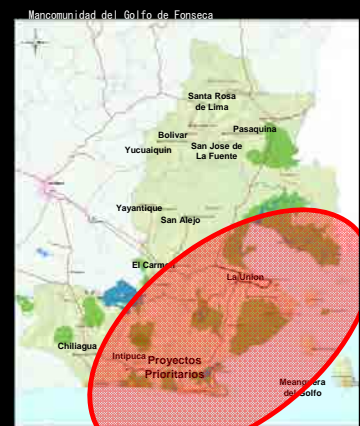 Mancomunidad del Golfo de Fonseca
Santa Rosa
de Lima
Bolivar
Pasaquina
Yucuaiquin
San Jose de
La Fuente
Yayantique
San Alejo
El Carmen
La Union
Chiliagua
Intipuca
Proyectos
Prioritarios
Meanguera
del Golfo